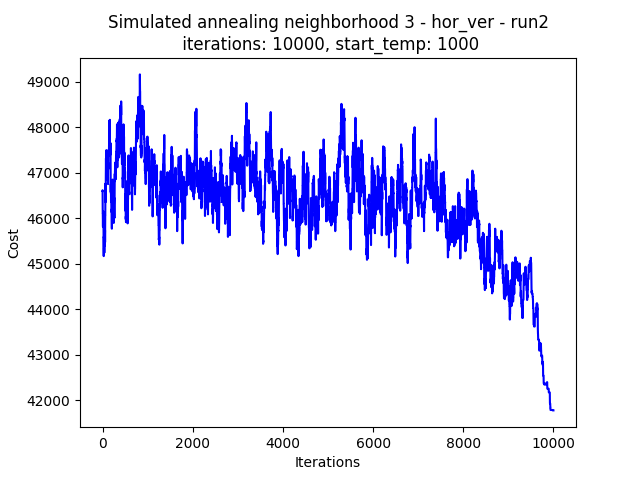 Simulated annealing neighborhood 3 - hor_ver - run2
iterations: 10000, start_temp: 1000
49000
48000
47000
46000
45000
44000
43000
42000
Cost
0 2000 4000 6000 8000 10000
Iterations